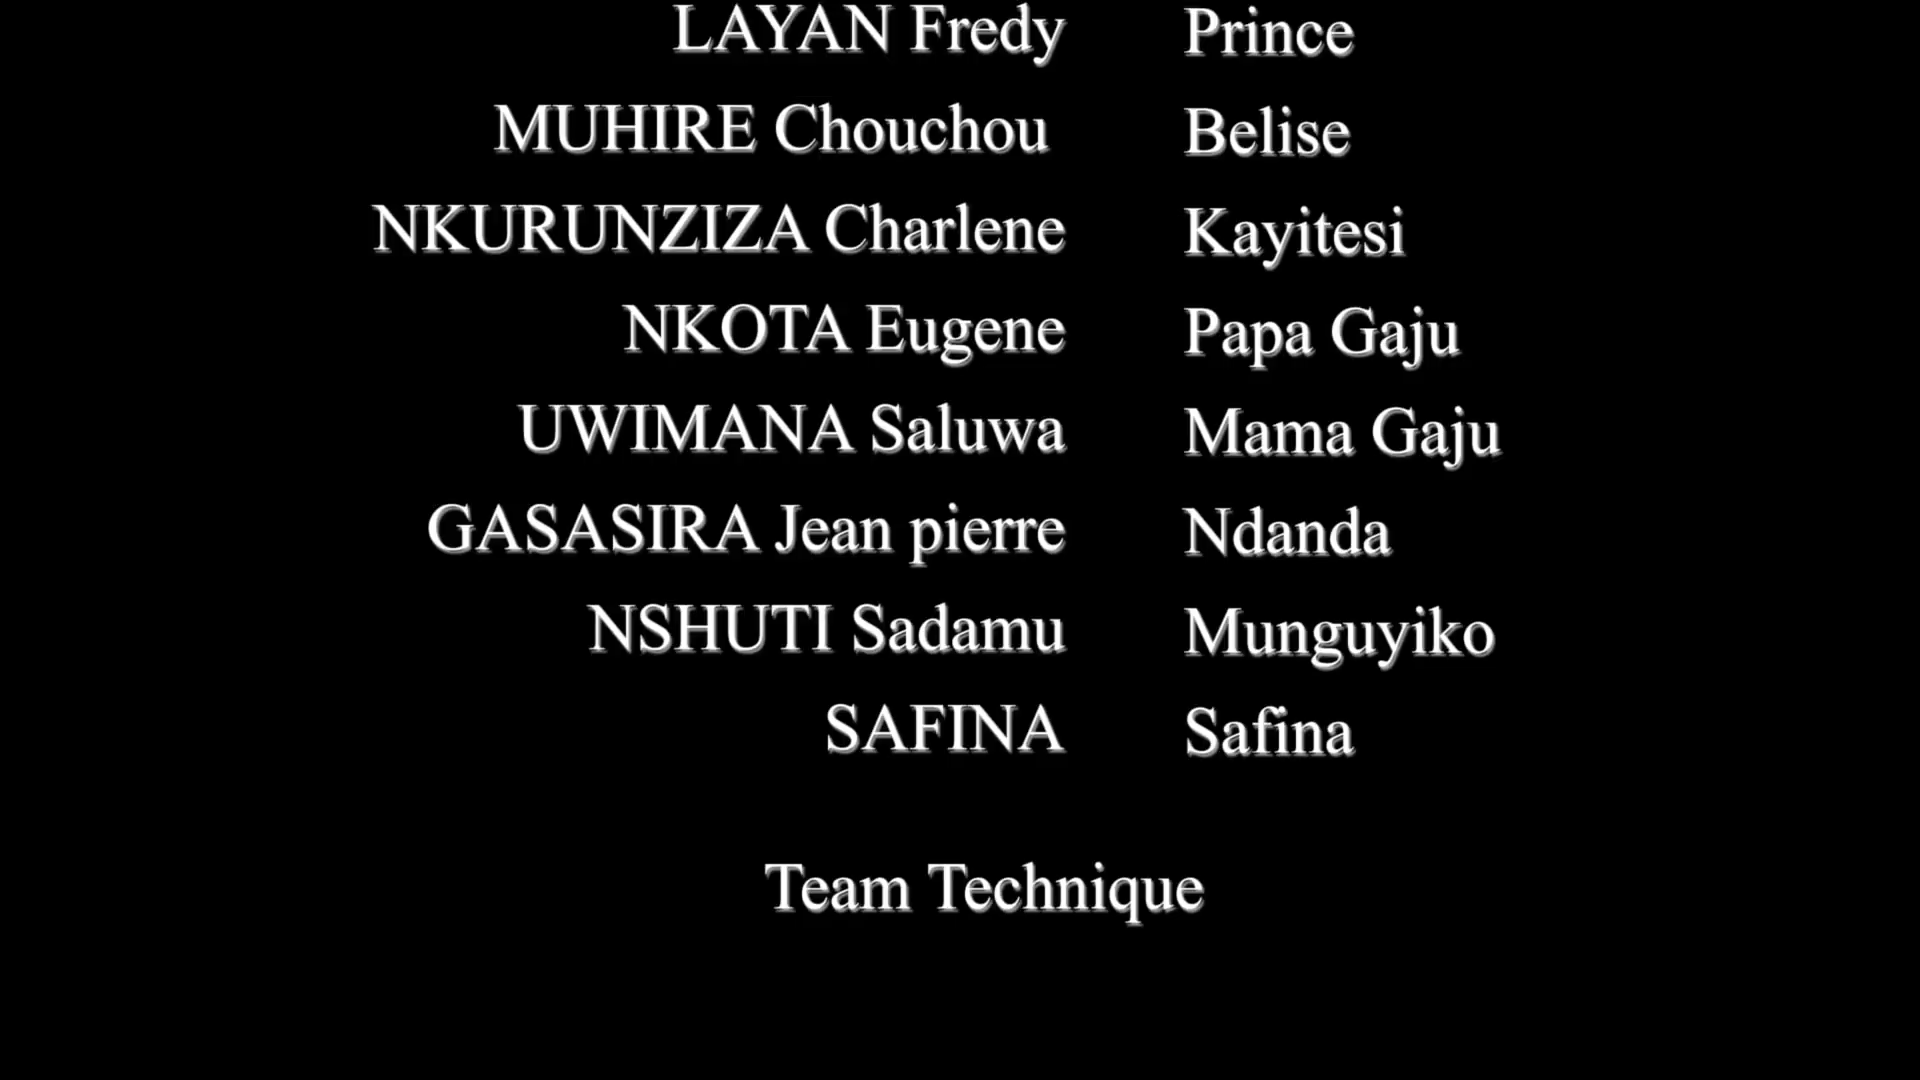 LAYAN Fredy Prince
MUHIRE Chouchou Belise
NKURUNZIZA Charlene Kayitesi
NKOTA Eugene Papa Gaju
UWIMANA Saluwa Mama Gaju
GASASIRA Jean pierre Ndanda
NSHUTI Sadamu Munguyiko
SAFINA Safina
Team Technique